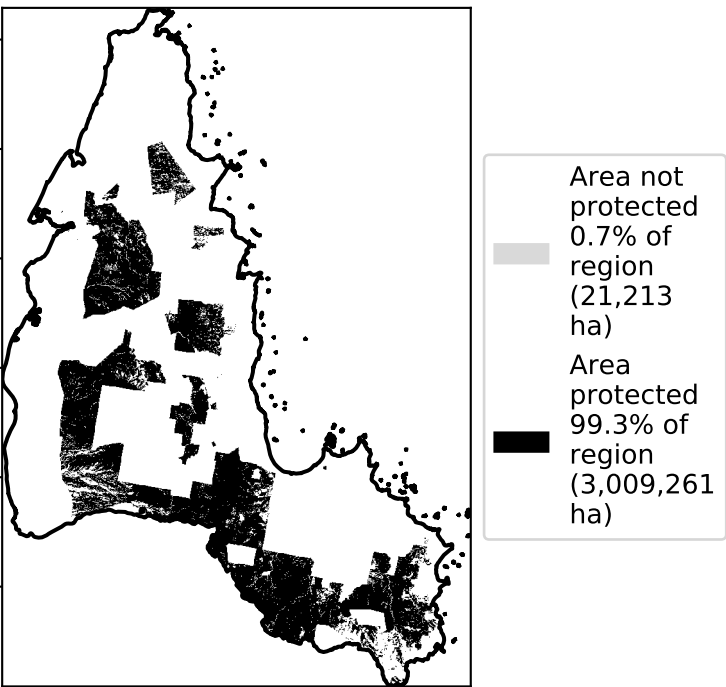 Area not
protected
0.7% of
region
(21,213
ha)
Area
protected
99.3% of
region
(3,009,261
ha)